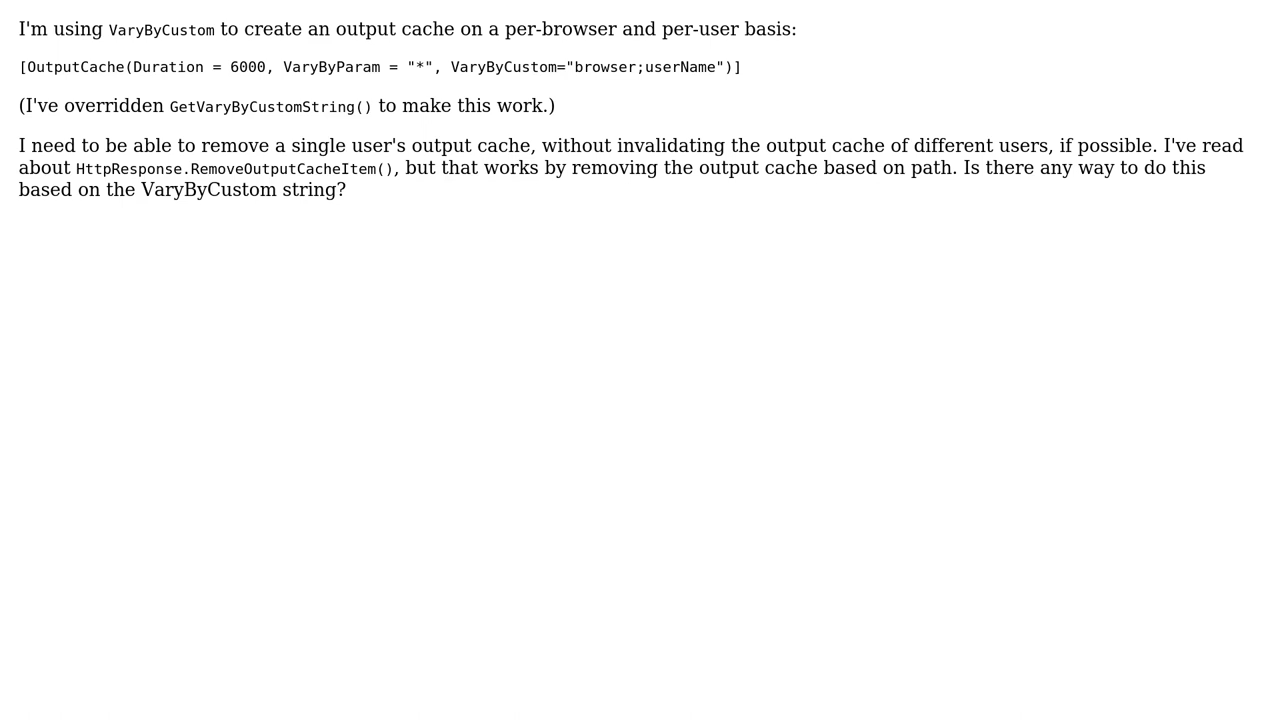 I'm using VaryByCustom to create an output cache on a per-browser and per-user basis:
[OutputCache(Duration = 6000, VaryByParam = "*", VaryByCustom="browser;userName")]
(I've overridden GetVaryByCustomString() to make this work.)
I need to be able to remove a single user's output cache, without invalidating the output cache of different users, if possible. I've read
about HttpResponse.RemoveOutputCacheItem(), but that works by removing the output cache based on path. Is there any way to do this
based on the VaryByCustom string?